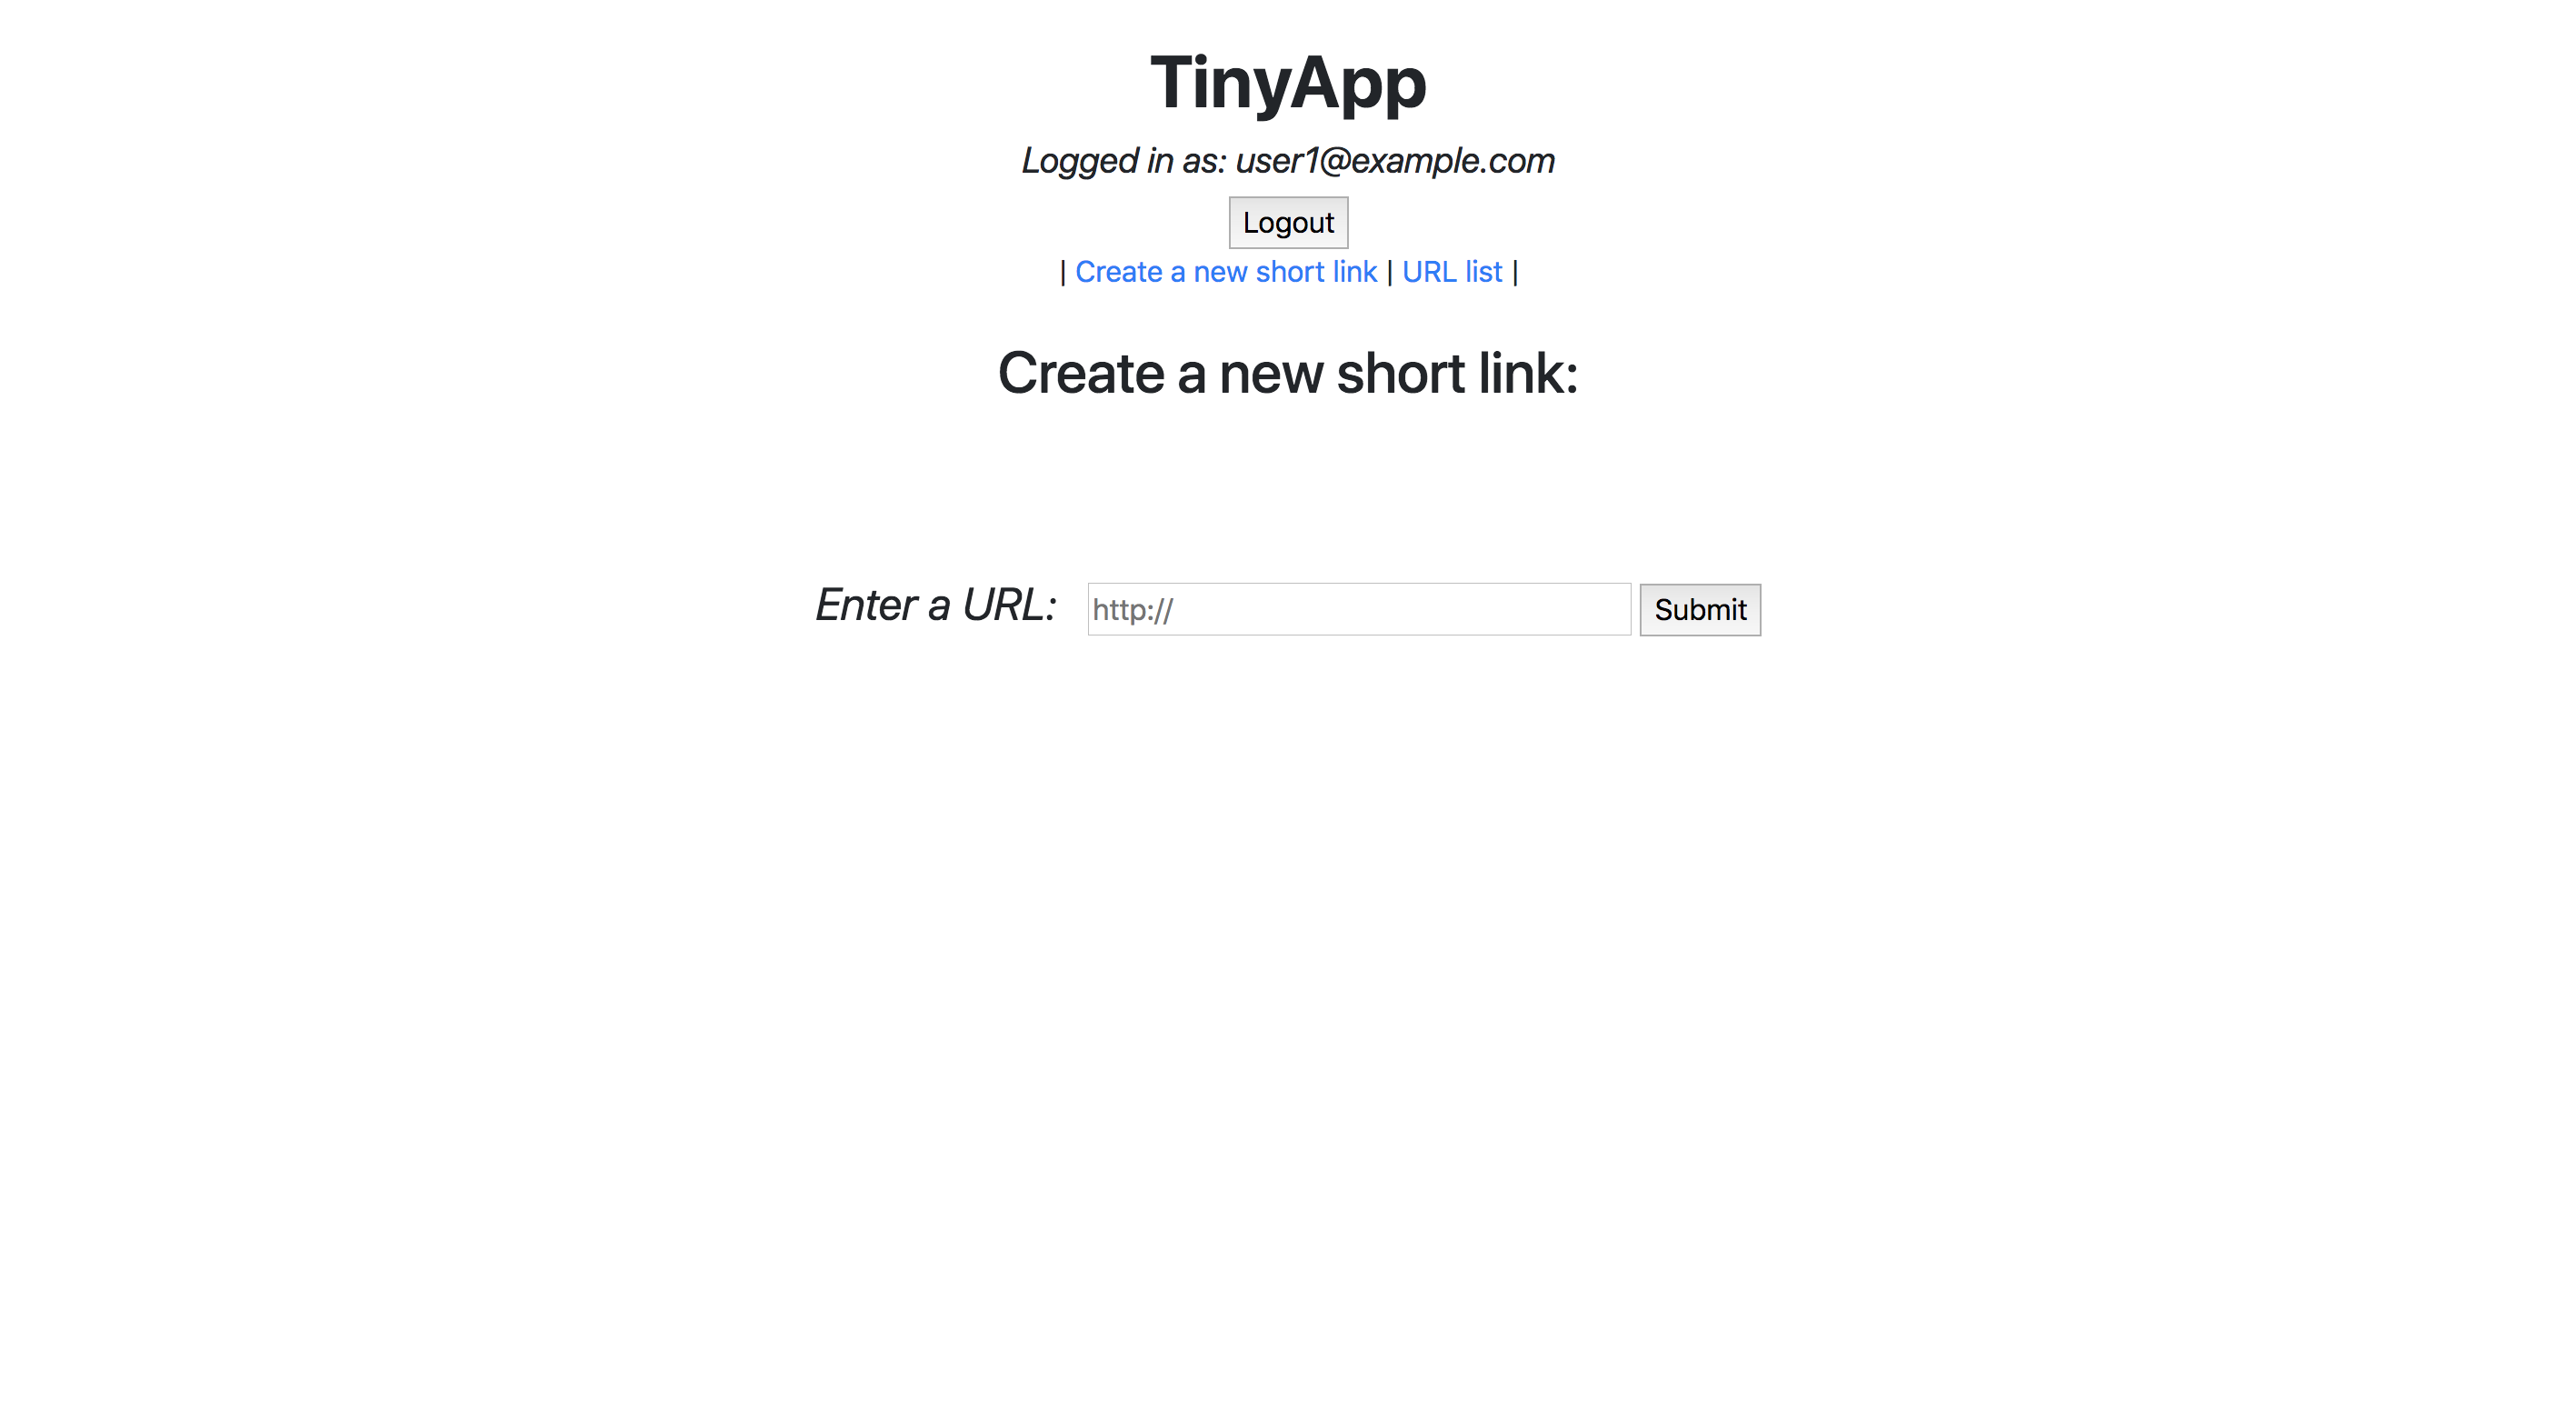 TinyApp
Logged in as: user1@example.com
Logout
| Create a new short link | URL list |
Create a new short link:
Enter a URL: http:// Submit